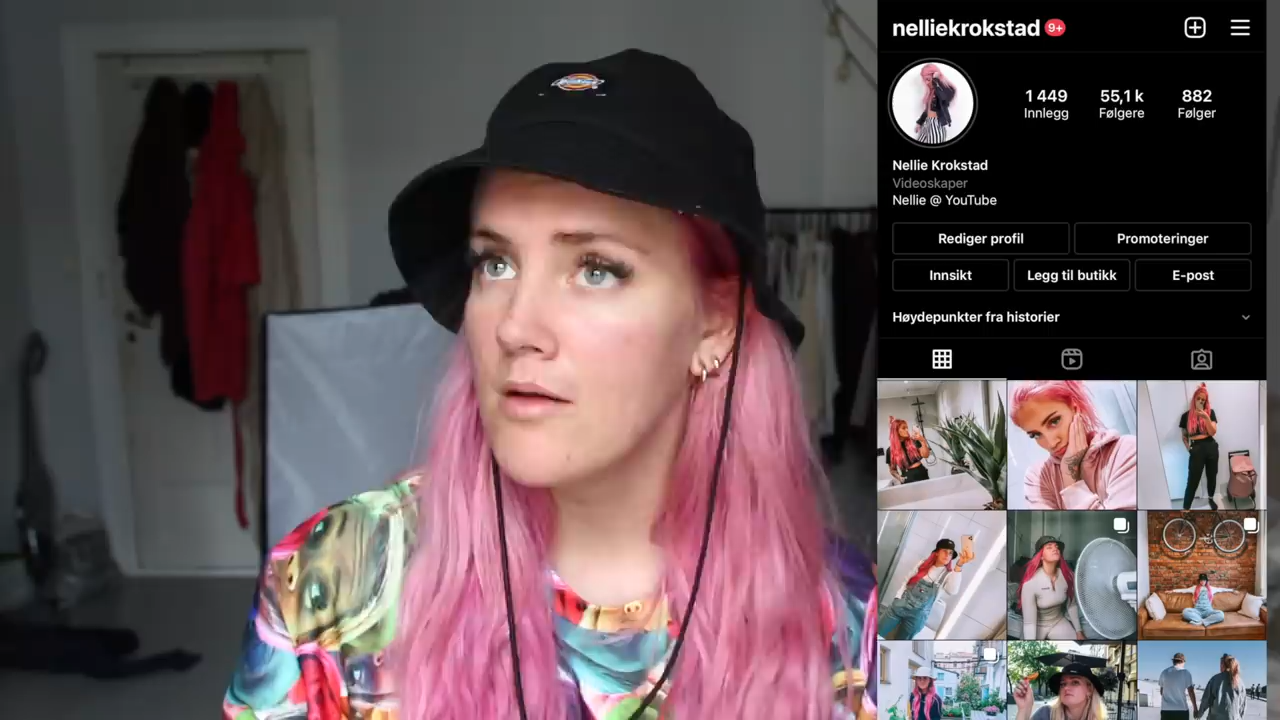 nelliekrokstad 9+
1 449 55,1 k 882
Innlegg Følgere Følger
Nellie Krokstad
Videoskaper
Nellie @ YouTube
Rediger profil Promoteringer
Innsikt Legg til butikk E-post
Høydepunkter fra historier